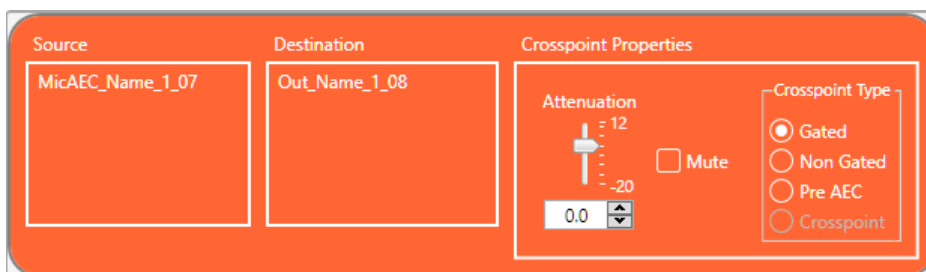 Source
Destination
Crosspoint Properties
MicAEC_Name_1_07
Out_Name_1_08
Attenuation
12
-20
0.0
Mute
Crosspoint Type
Gated
Non Gated
Pre AEC
Crosspoint